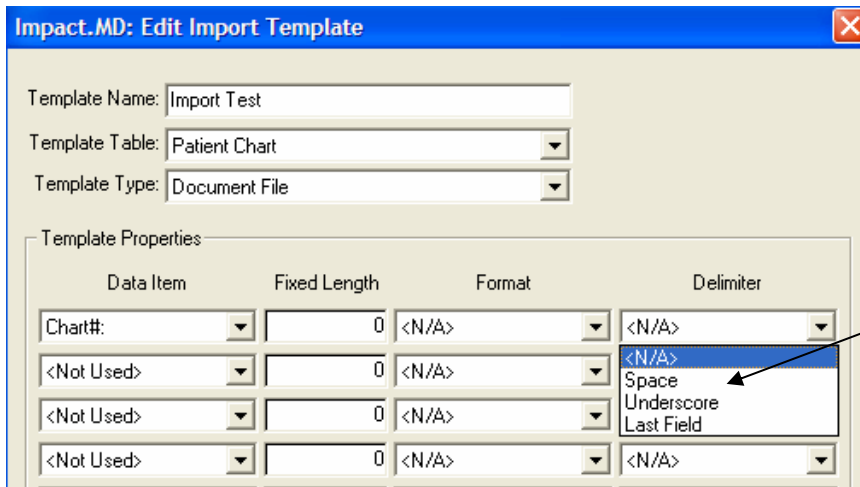 Impact.MD: Edit Import Template
Template Name: Import Test
Template Table: Patient Chart
Template Type: Document File
Template Properties
Data Item Fixed Length Format Delimiter
Chart#: 0 <N/A> <N/A>
<N/A>
<Not Used> 0 <N/A>
Space
Underscore
<Not Used> 0 <N/A>
Last Field
<Not Used> 0 <N/A> <N/A>